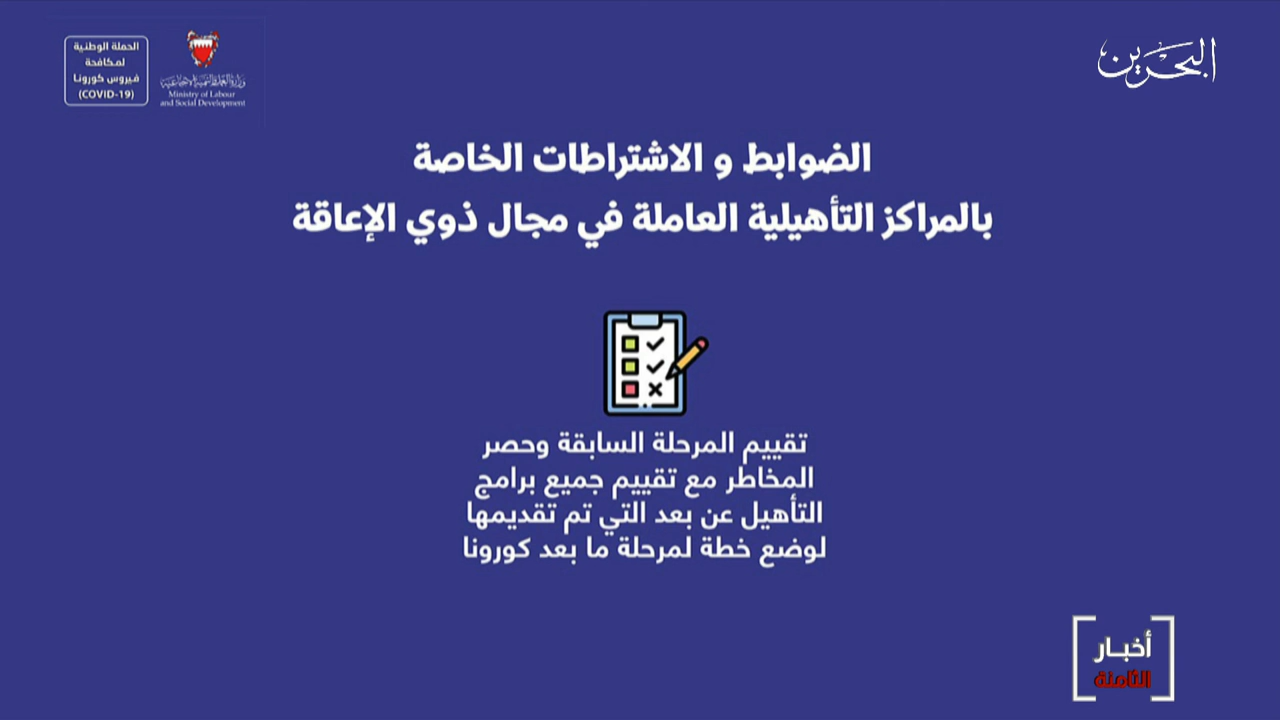 الحملة الوطنية
لمكافحة
فيروس كورونا
(COVID-19)
Ministry of Labour
and Social Development
البحرين
الضوابط و الاشتراطات الخاصة
بالمراكز التأهيلية العاملة في مجال ذوي الإعاقة
تقييم المرحلة السابقة وحصر
المخاطر مع تقييم جميع برامج
التأهيل عن بعد التي تم تقديمها
لوضع خطة لمرحلة ما بعد كورونا
أخبار
الثامنة